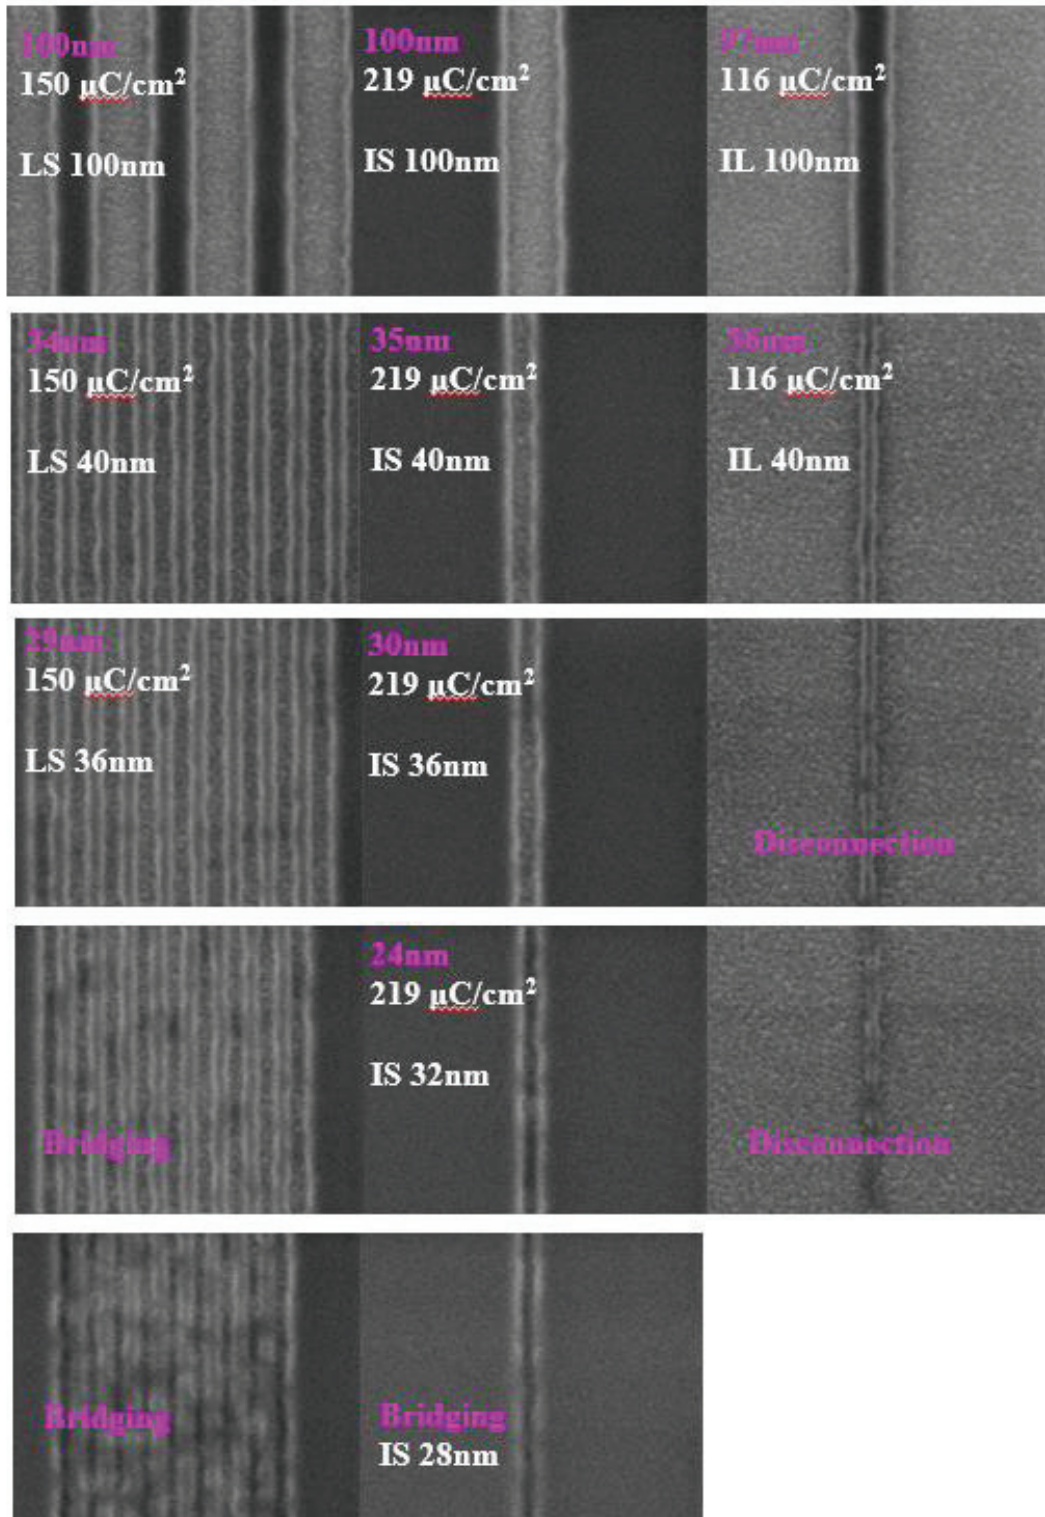 100nm
150 μC/cm²
LS 100nm
100nm
219 μC/cm²
IS 100nm
97nm
116 μC/cm²
IL 100nm
34nm
150 μC/cm²
LS 40nm
35nm
219 μC/cm²
IS 40nm
36nm
116 μC/cm²
IL 40nm
29nm
150 μC/cm²
LS 36nm
30nm
219 μC/cm²
IS 36nm
Disconnection
Bridging
24nm
219 μC/cm²
IS 32nm
Disconnection
Bridging
Bridging
IS 28nm